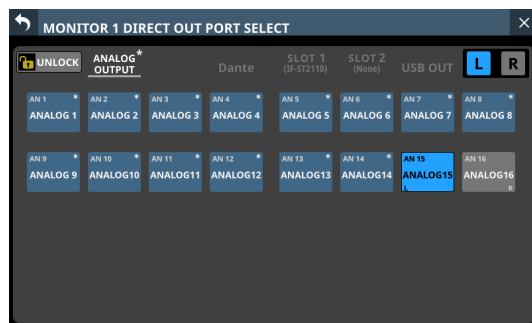 MONITOR 1 DIRECT OUT PORT SELECT
UNLOCK
ANALOG *
OUTPUT
Dante
SLOT 1
(IF-ST2110)
SLOT 2
(None)
USB OUT
L
R
AN 1 *
ANALOG 1
AN 2 *
ANALOG 2
AN 3 *
ANALOG 3
AN 4 *
ANALOG 4
AN 5 *
ANALOG 5
AN 6 *
ANALOG 6
AN 7 *
ANALOG 7
AN 8 *
ANALOG 8
AN 9 *
ANALOG 9
AN 10 *
ANALOG10
AN 11 *
ANALOG11
AN 12 *
ANALOG12
AN 13 *
ANALOG13
AN 14 *
ANALOG14
AN 15
ANALOG15
L
AN 16
ANALOG16
R